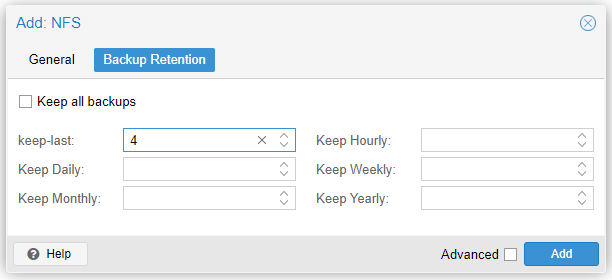 Add: NFS
General Backup Retention
Keep all backups
keep-last: 4 Keep Hourly:
Keep Daily: Keep Weekly:
Keep Monthly: Keep Yearly:
Help Advanced Add